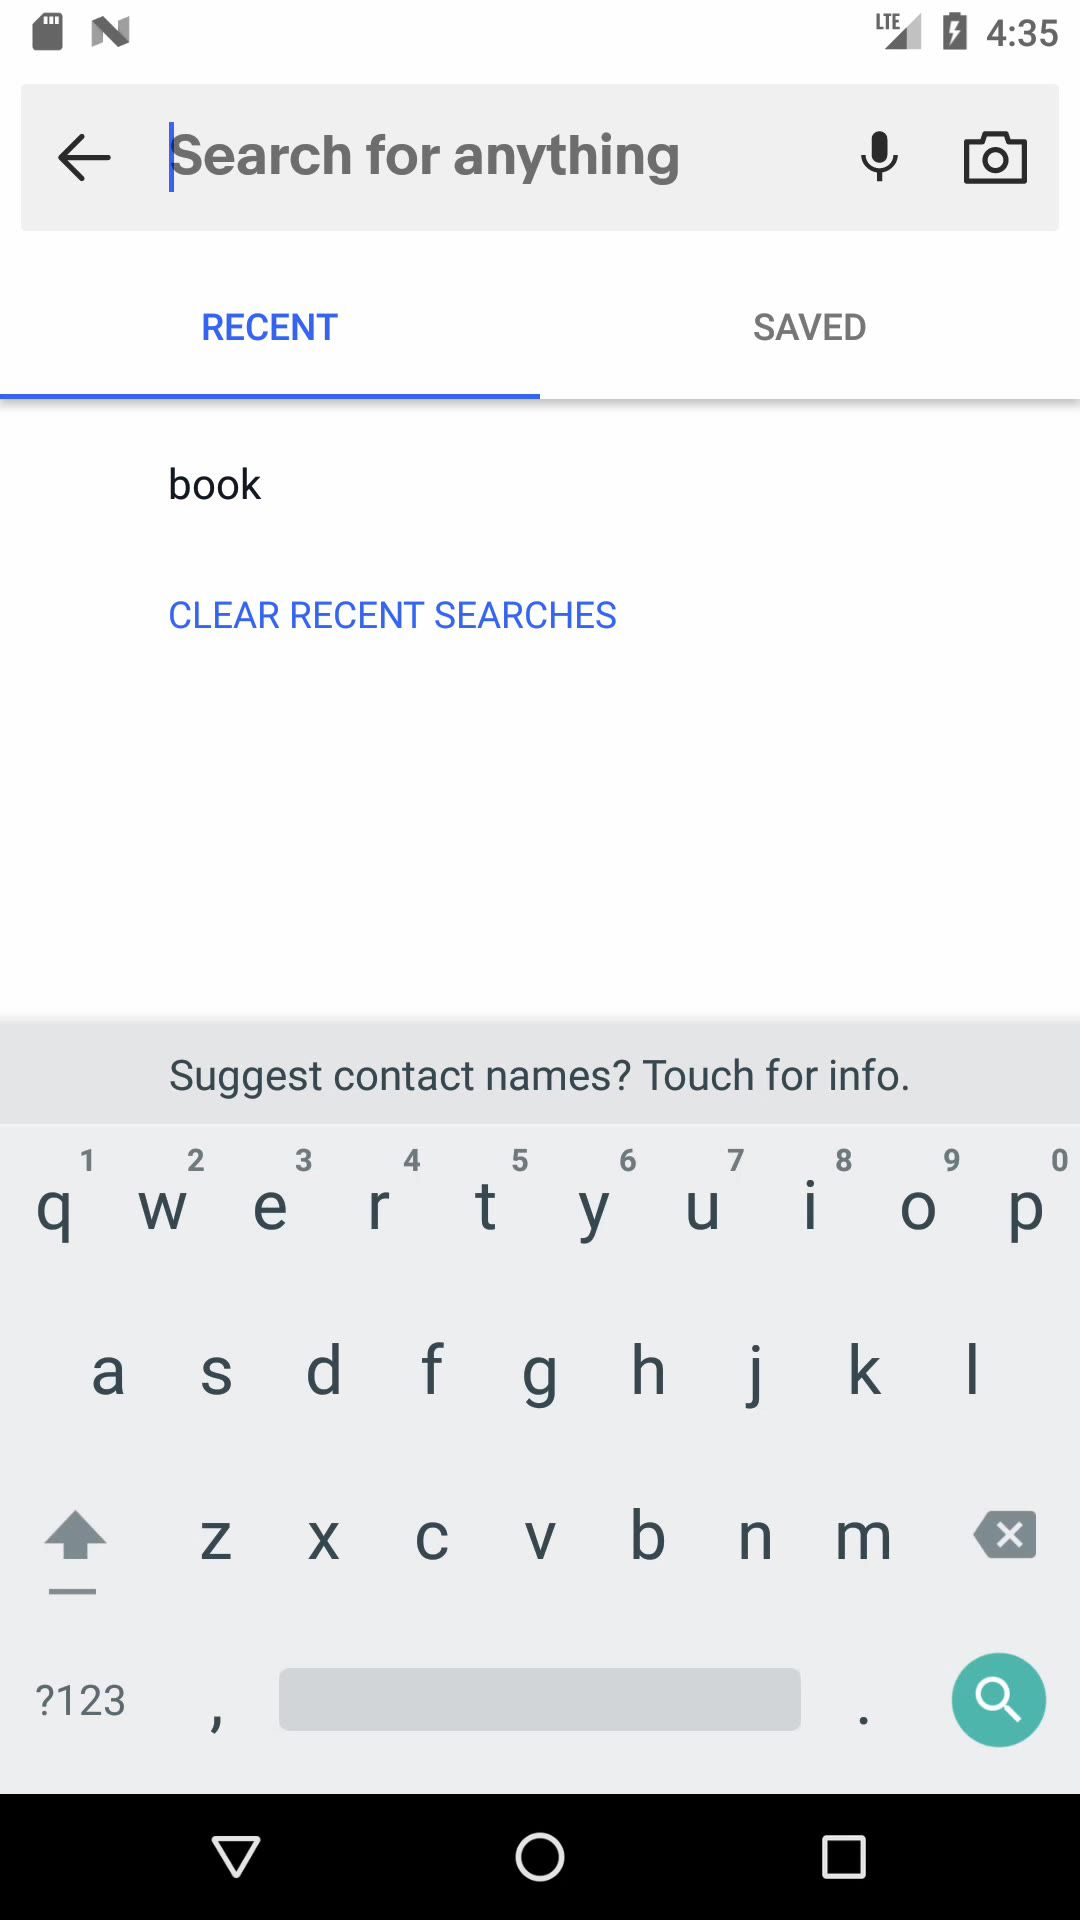 LTE 4:35
Search for anything
RECENT SAVED
book
CLEAR RECENT SEARCHES
Suggest contact names? Touch for info.
1 2 3 4 5 6 7 8 9 0
q w e r t y u i o p
a s d f g h j k l
z x c v b n m
?123 , .